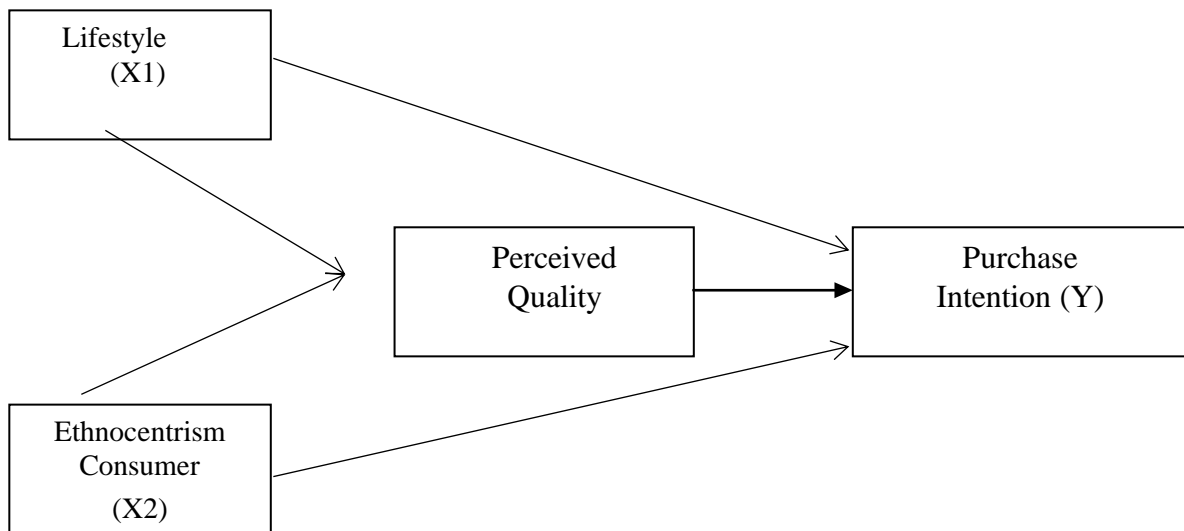 Lifestyle
(X1)
Perceived
Quality
Purchase
Intention (Y)
Ethnocentrism
Consumer
(X2)